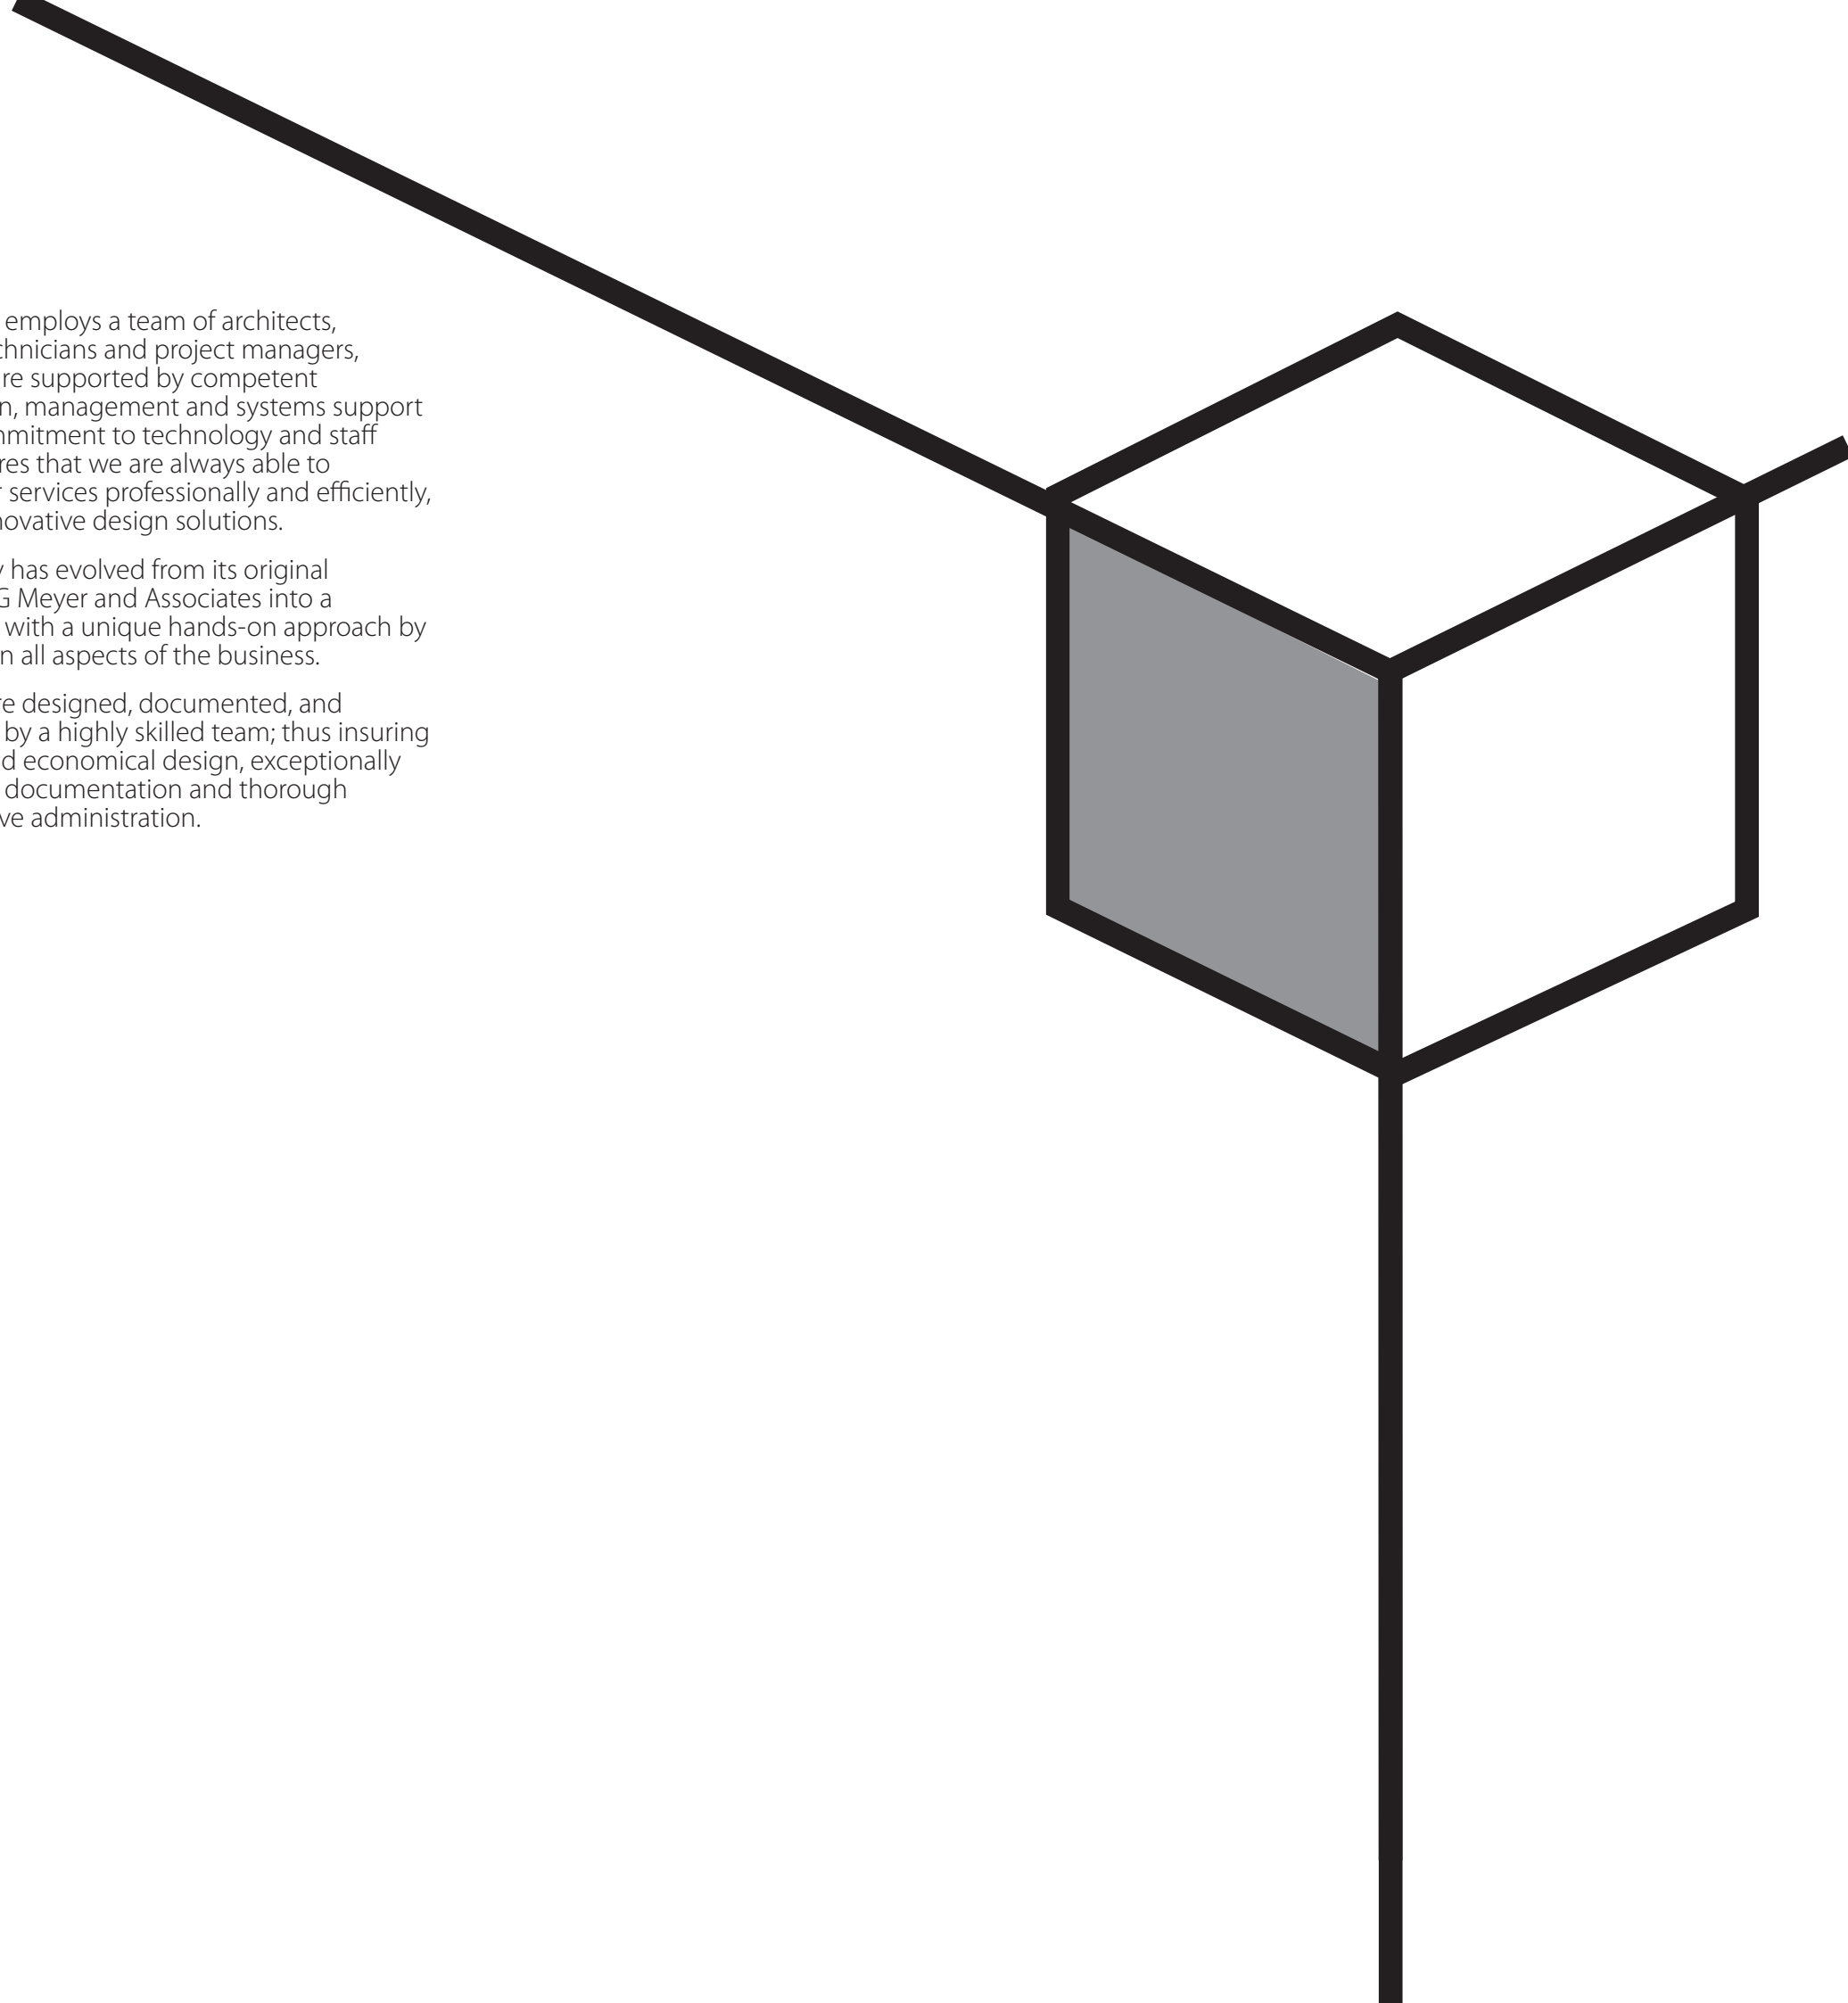 employs a team of architects,
chnicians and project managers,
re supported by competent
n, management and systems support
mmitment to technology and staff
res that we are always able to
r services professionally and efficiently,
novative design solutions.
y has evolved from its original
G Meyer and Associates into a
with a unique hands-on approach by
n all aspects of the business.
re designed, documented, and
by a highly skilled team; thus insuring
d economical design, exceptionally
documentation and thorough
ve administration.